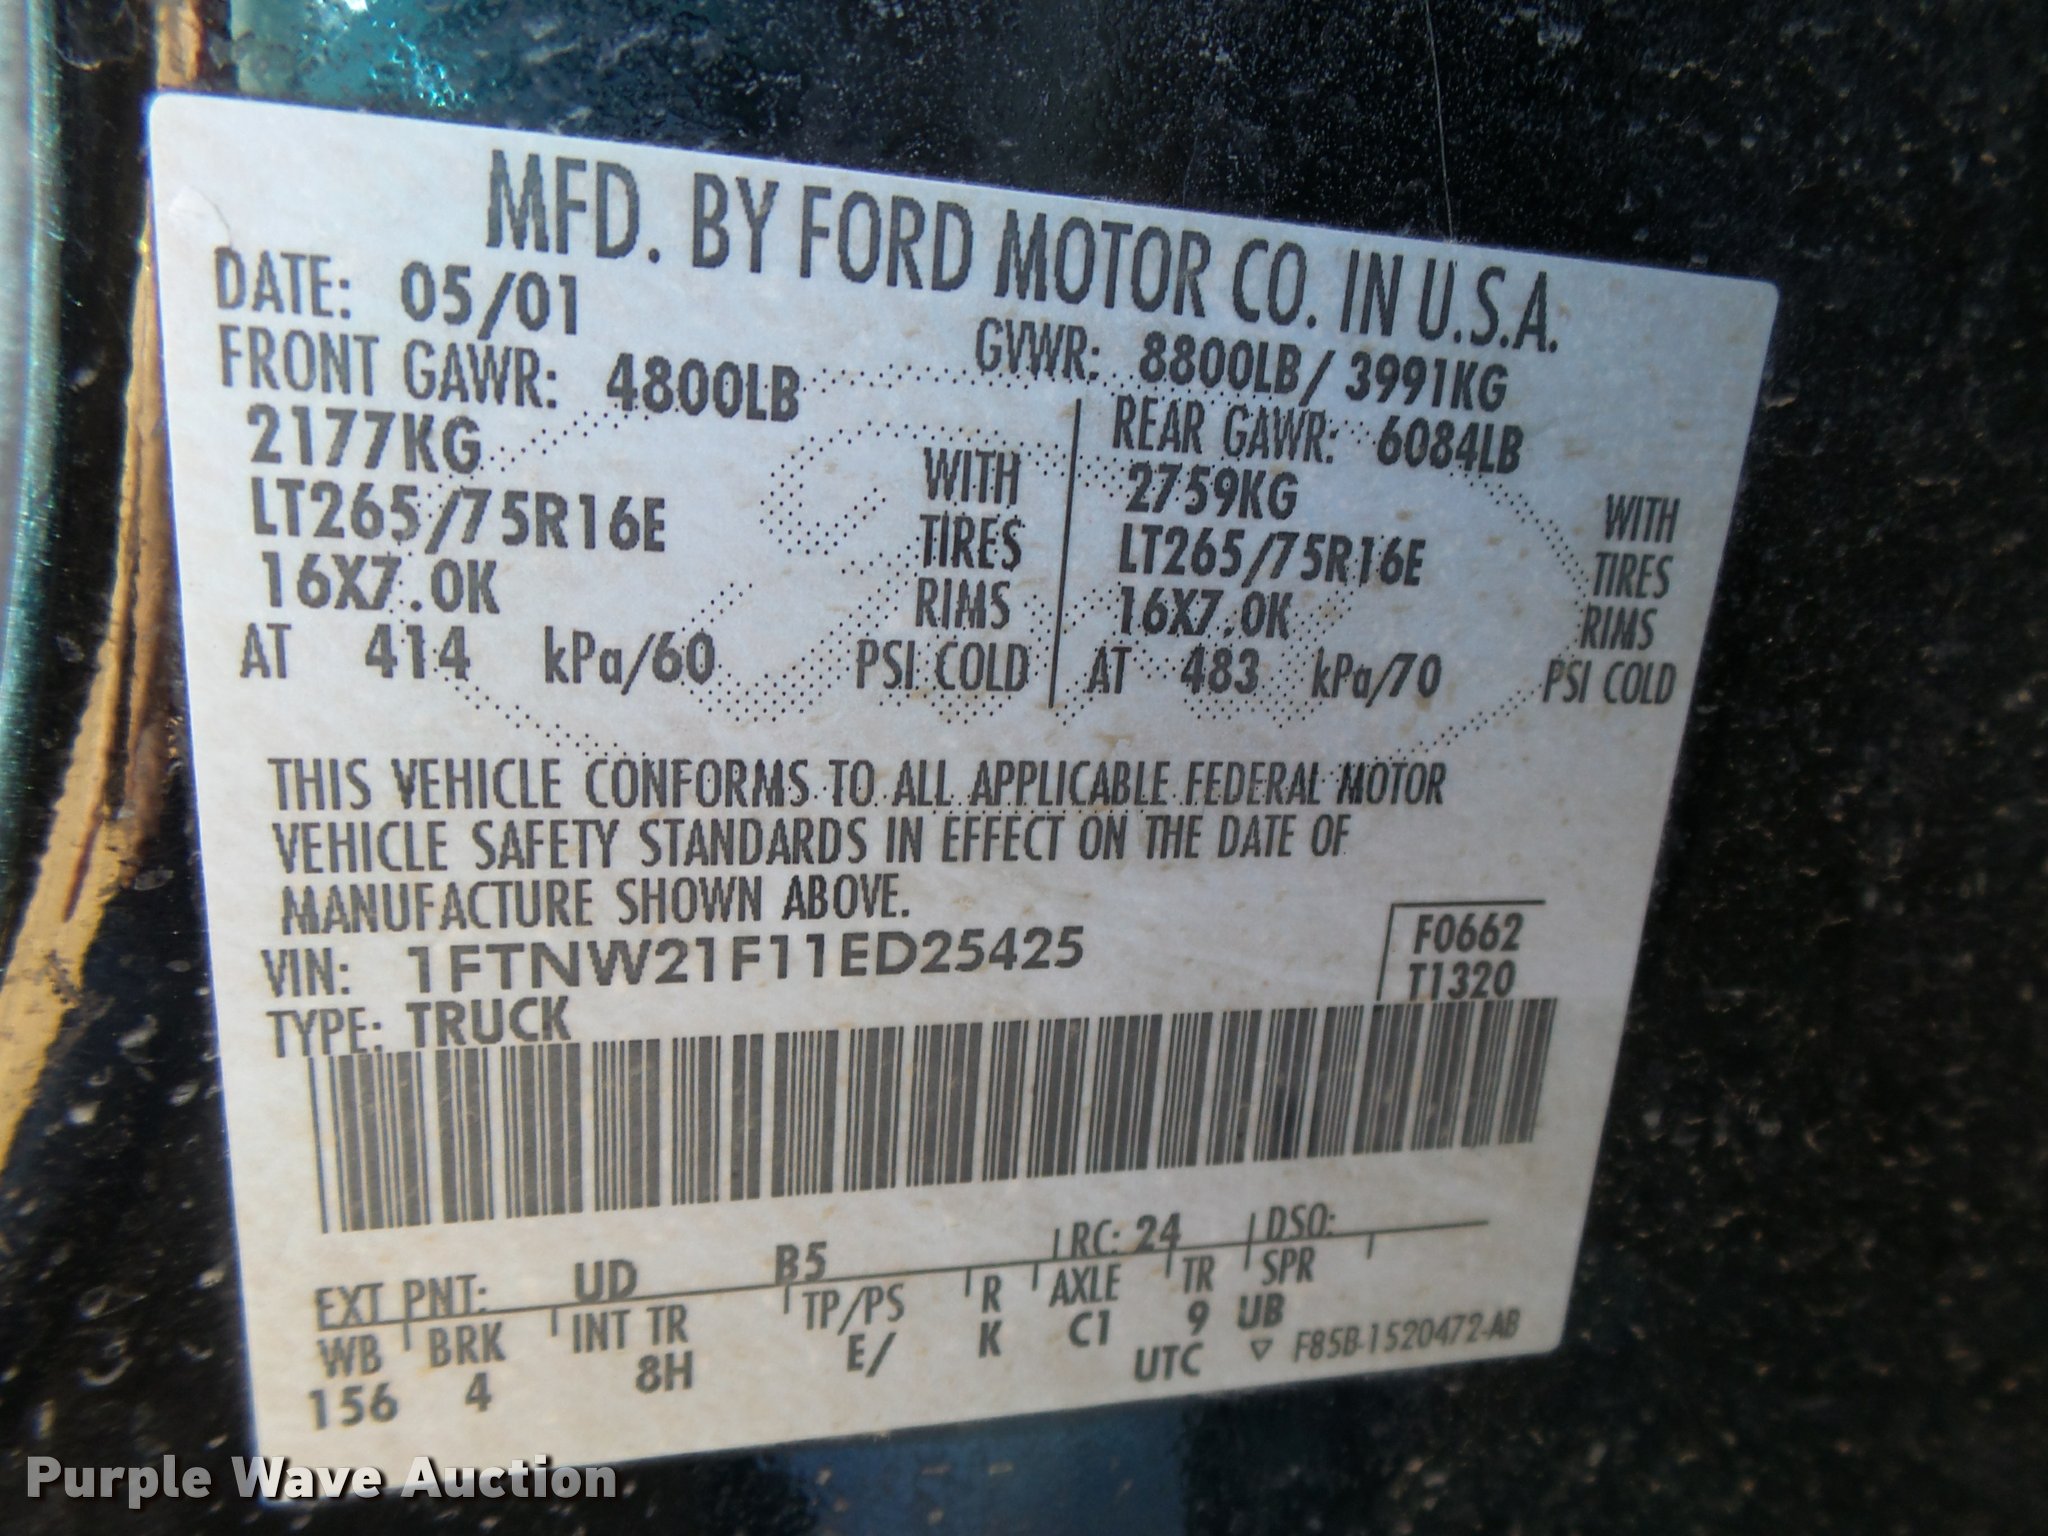 MFD. BY FORD MOTOR CO. IN U.S.A.
DATE: 05/01
GVWR: 8800LB/ 3991KG
FRONT GAWR: 4800LB
2177KG
WITH
LT265/75R16E
TIRES
16X7.0K
RIMS
AT 414 kPa/60 PSI COLD
REAR GAWR: 6084LB
2759KG
WITH
LT265/75R16E
TIRES
16X7.0K
RIMS
AT 483 kPa/70 PSI COLD
THIS VEHICLE CONFORMS TO ALL APPLICABLE FEDERAL MOTOR
VEHICLE SAFETY STANDARDS IN EFFECT ON THE DATE OF
MANUFACTURE SHOWN ABOVE.
VIN: 1FTNW21F11ED25425
F0662
T1320
TYPE: TRUCK
EXT PNT: UD B5 RC: 24 DSO:
WB BRK INT TR TP/PS R AXLE TR SPR
156 4 8H E/ K C1 9 UB
UTC ▽ F85B-1520472-AB
Purple Wave Auction